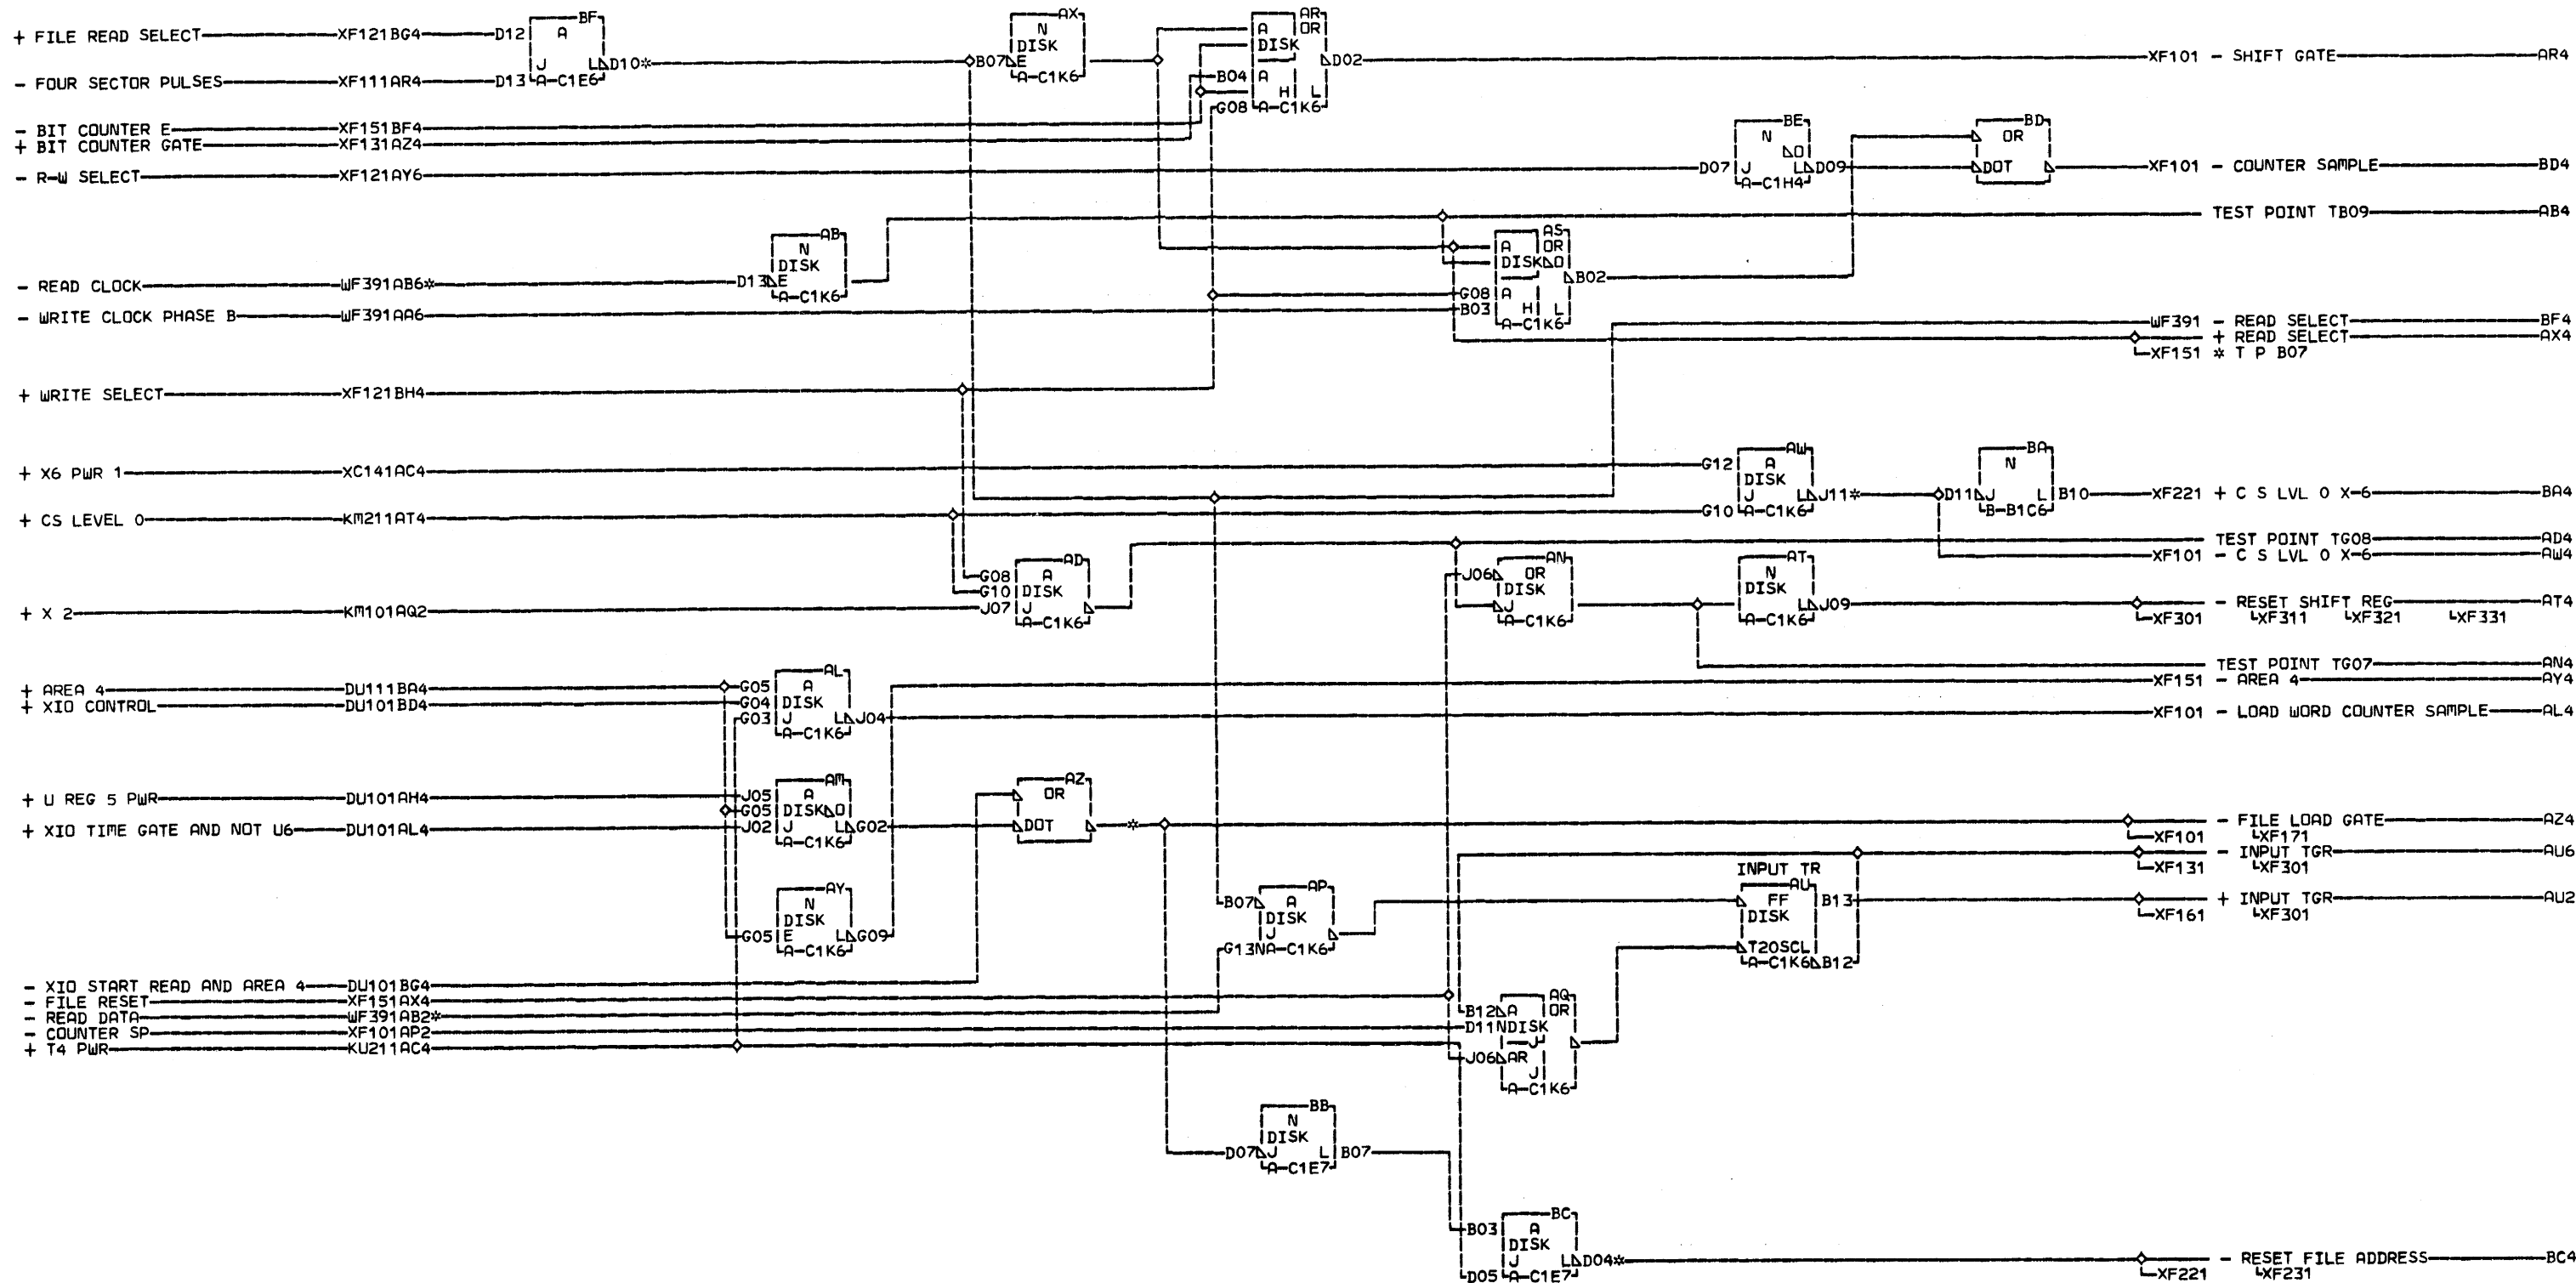 + FILE READ SELECT XF121BG4 D12
- FOUR SECTOR PULSES XF111AR4 D13
BF
A
J L D10*
A-C1E6
AX
N
DISK
B07 E
A-C1K6
AR
A OR
DISK
B04 A
H L
G08 A-C1K6
D02
XF101 - SHIFT GATE AR4
- BIT COUNTER E XF151BF4
+ BIT COUNTER GATE XF131AZ4
- R-W SELECT XF121AY6
BE
N
DO
D07 J L D09
A-C1H4
BD
OR
DOT
XF101 - COUNTER SAMPLE BD4
TEST POINT TB09 AB4
AB
N
DISK
D13 E
A-C1K6
- READ CLOCK WF391AB6*
- WRITE CLOCK PHASE B WF391AA6
AS
A OR
DISK DO
G08 A B02
B03 H L
A-C1K6
WF391 - READ SELECT BF4
+ READ SELECT AX4
XF151 * T P B07
+ WRITE SELECT XF121BH4
+ X6 PWR 1 XC141AC4
+ CS LEVEL 0 KM211AT4
AW
G12 A
DISK
J L J11*
G10 A-C1K6
BA
N
D11 J L B10
B-B1C6
XF221 + C S LVL 0 X-6 BA4
TEST POINT TG08 AD4
XF101 - C S LVL 0 X-6 AW4
+ X 2 KM101AQ2
AD
G08 A
G10 DISK
J07 J
A-C1K6
AN
J06 OR
DISK
J
A-C1K6
AT
N
DISK
L J09
A-C1K6
- RESET SHIFT REG AT4
XF301 XF311 XF321 XF331
TEST POINT TG07 AN4
XF151 - AREA 4 AY4
XF101 - LOAD WORD COUNTER SAMPLE AL4
+ AREA 4 DU111BA4
+ XIO CONTROL DU101BD4
AL
G05 A
G04 DISK
G03 J L J04
A-C1K6
+ U REG 5 PWR DU101AH4
+ XIO TIME GATE AND NOT U6 DU101AL4
AM
J05 A
G05 DISK DO
J02 J L G02
A-C1K6
AZ
OR
DOT *
- FILE LOAD GATE AZ4
XF101 XF171
- INPUT TGR AU6
XF131 XF301
+ INPUT TGR AU2
XF161 XF301
AY
N
DISK
G05 E L G09
A-C1K6
AP
B07 A
DISK
J
G13N A-C1K6
INPUT TR
AU
FF B13
DISK
T20SCL
A-C1K6 B12
- XIO START READ AND AREA 4 DU101BG4
- FILE RESET XF151AX4
- READ DATA WF391AB2*
- COUNTER SP XF101AP2
+ T4 PWR KU211AC4
AQ
B12 A OR
D11N DISK
J
J06 AR
J
A-C1K6
BB
N
DISK
D07 J L B07
A-C1E7
BC
B03 A
DISK
J L D04*
D05 A-C1E7
- RESET FILE ADDRESS BC4
XF221 XF231